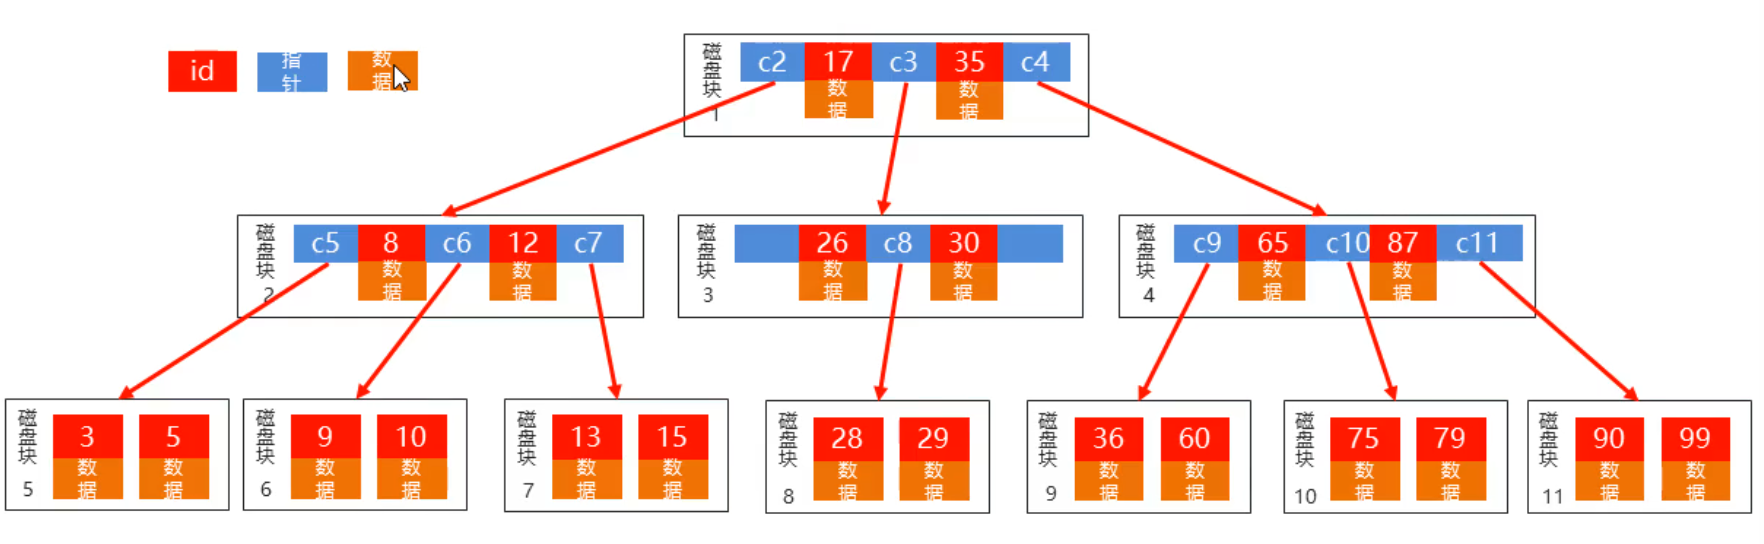 id 指针 数据
磁盘块 1
c2 17 c3 35 c4
数据 数据
磁盘块 2
c5 8 c6 12 c7
数据 数据
磁盘块 3
26 c8 30
数据 数据
磁盘块 4
c9 65 c10 87 c11
数据 数据
磁盘块 5
3 5
数据 数据
磁盘块 6
9 10
数据 数据
磁盘块 7
13 15
数据 数据
磁盘块 8
28 29
数据 数据
磁盘块 9
36 60
数据 数据
磁盘块 10
75 79
数据 数据
磁盘块 11
90 99
数据 数据